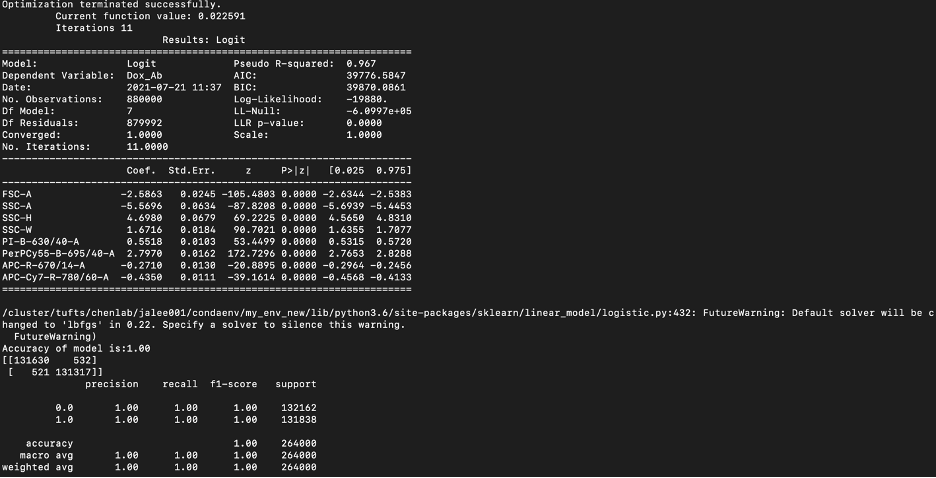 Optimization terminated successfully.
         Current function value: 0.022591
         Iterations 11
                           Results: Logit
=====================================================================
Model:               Logit             Pseudo R-squared:  0.967
Dependent Variable:  Dox_Ab            AIC:               39776.5847
Date:                2021-07-21 11:37  BIC:               39870.0861
No. Observations:    880000            Log-Likelihood:    -19880.
Df Model:            7                 LL-Null:           -6.0997e+05
Df Residuals:        879992            LLR p-value:       0.0000
Converged:           1.0000            Scale:             1.0000
No. Iterations:      11.0000
---------------------------------------------------------------------
                     Coef.  Std.Err.     z     P>|z|   [0.025  0.975]
---------------------------------------------------------------------
FSC-A                -2.5863   0.0245 -105.4803 0.0000 -2.6344 -2.5383
SSC-A                -5.5696   0.0634  -87.8208 0.0000 -5.6939 -5.4453
SSC-H                 4.6980   0.0679   69.2225 0.0000  4.5650  4.8310
SSC-W                 1.6716   0.0184   90.7021 0.0000  1.6355  1.7077
PI-B-630/40-A         0.5518   0.0103   53.4499 0.0000  0.5315  0.5720
PerPCy55-B-695/40-A   2.7970   0.0162  172.7296 0.0000  2.7653  2.8288
APC-R-670/14-A       -0.2710   0.0130  -20.8895 0.0000 -0.2964 -0.2456
APC-Cy7-R-780/60-A   -0.4350   0.0111  -39.1614 0.0000 -0.4568 -0.4133
=====================================================================
/cluster/tufts/chenlab/jalee001/condaenv/my_env_new/lib/python3.6/site-packages/sklearn/linear_model/logistic.py:432: FutureWarning: Default solver will be c
hanged to 'lbfgs' in 0.22. Specify a solver to silence this warning.
  FutureWarning)
Accuracy of model is:1.00
[[131630    532]
 [   521 131317]]
              precision    recall  f1-score   support

         0.0       1.00      1.00      1.00    132162
         1.0       1.00      1.00      1.00    131838

    accuracy                           1.00    264000
   macro avg       1.00      1.00      1.00    264000
weighted avg       1.00      1.00      1.00    264000